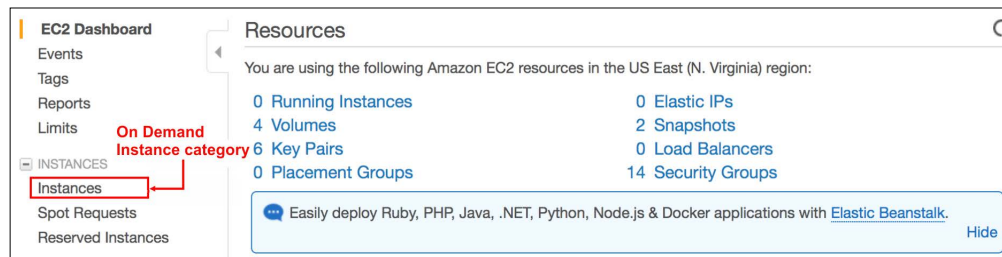 EC2 Dashboard
Events
Tags
Reports
Limits
On Demand
Instance category
INSTANCES
Instances
Spot Requests
Reserved Instances
Resources
You are using the following Amazon EC2 resources in the US East (N. Virginia) region:
0 Running Instances
0 Elastic IPs
4 Volumes
2 Snapshots
6 Key Pairs
0 Load Balancers
0 Placement Groups
14 Security Groups
Easily deploy Ruby, PHP, Java, .NET, Python, Node.js & Docker applications with Elastic Beanstalk.
Hide